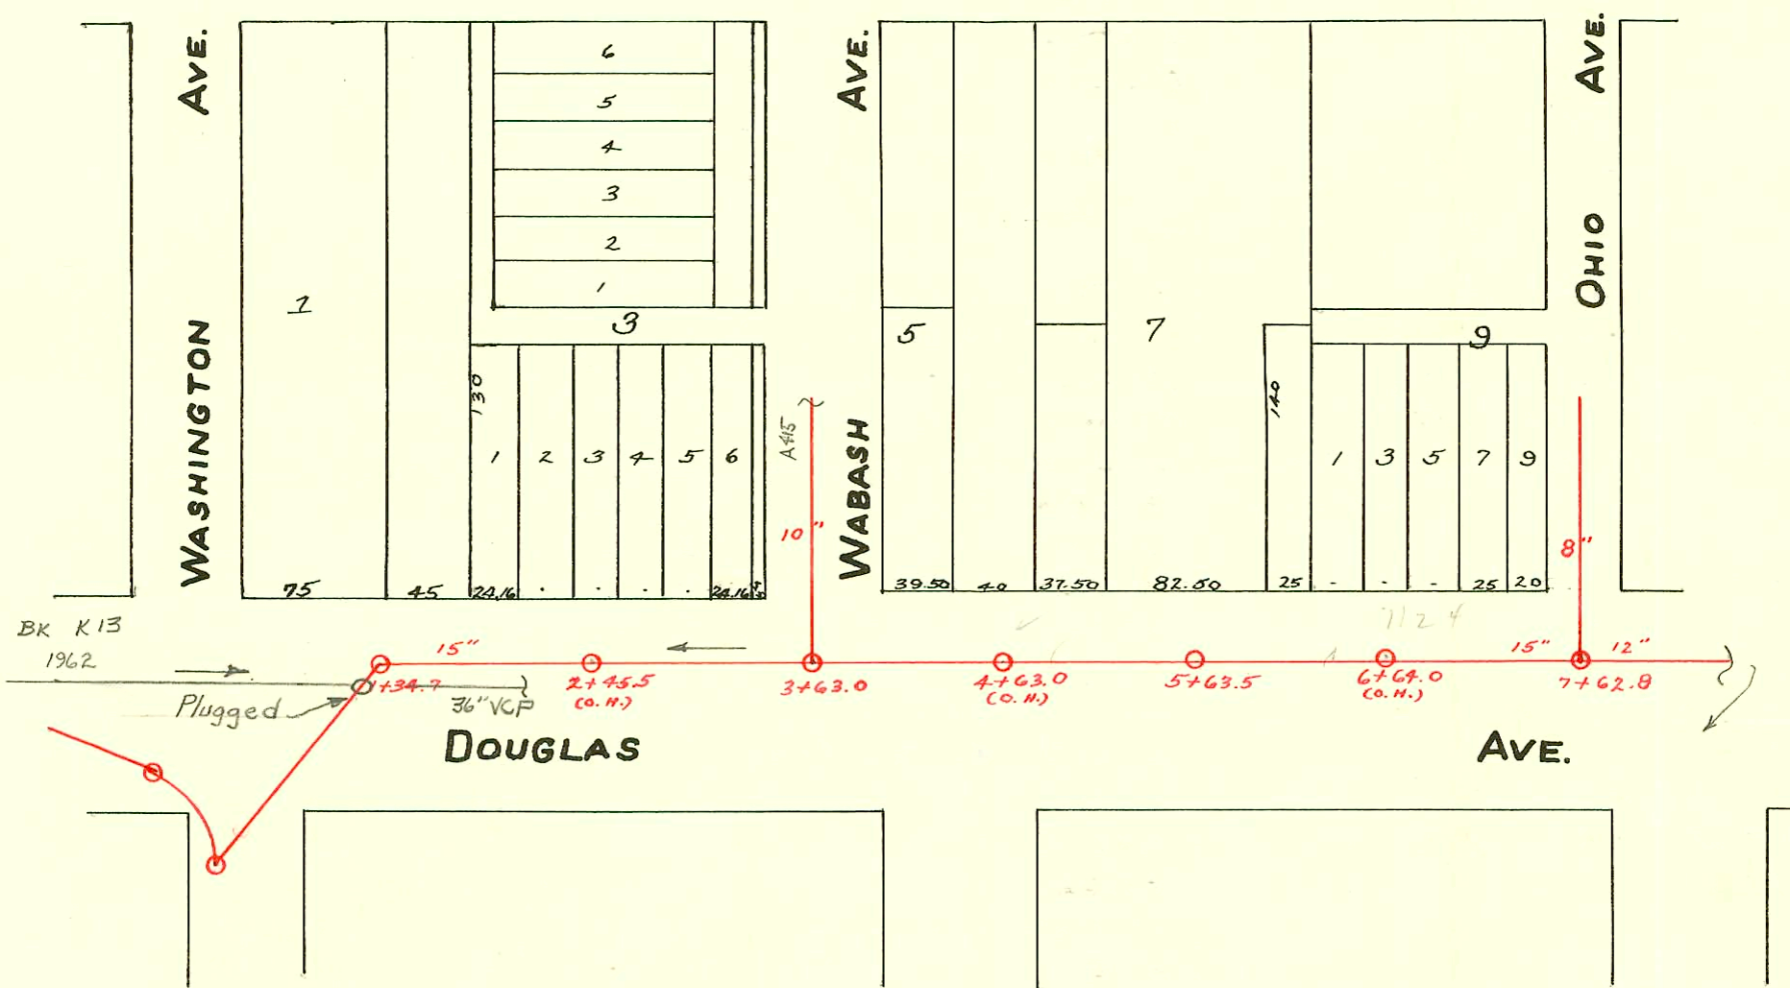 WASHINGTON AVE.
WABASH AVE.
OHIO AVE.
6
5
4
3
2
1
1
3
5
7
9
130
140
1 2 3 4 5 6
1 3 5 7 9
A415
10"
8"
75 45 24.16 . . . . 24.16
39.50 40 37.50 82.50 25 - - - 25 20
BK K13
1962
7124
15" 15" 12"
1+34.7 2+45.5 3+63.0 4+63.0 5+63.5 6+64.0 7+62.8
(O.H.) (O.H.) (O.H.)
Plugged 36" VCP
DOUGLAS AVE.